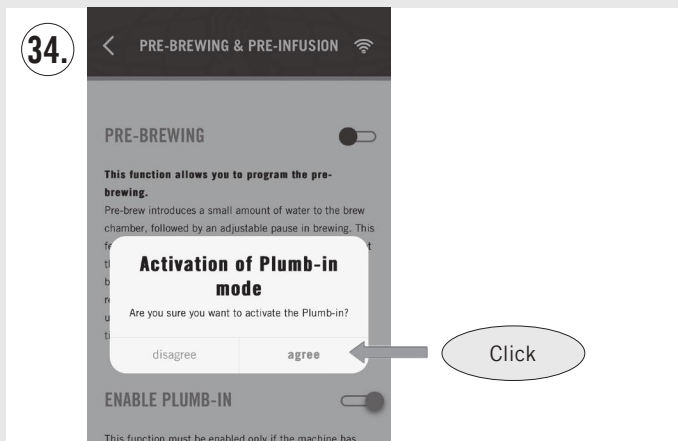 34.
PRE-BREWING & PRE-INFUSION
PRE-BREWING
This function allows you to program the pre-
brewing.
Pre-brew introduces a small amount of water to the brew
chamber, followed by an adjustable pause in brewing. This
Activation of Plumb-in
mode
Are you sure you want to activate the Plumb-in?
disagree agree
Click
ENABLE PLUMB-IN
This function must be enabled only if the machine has